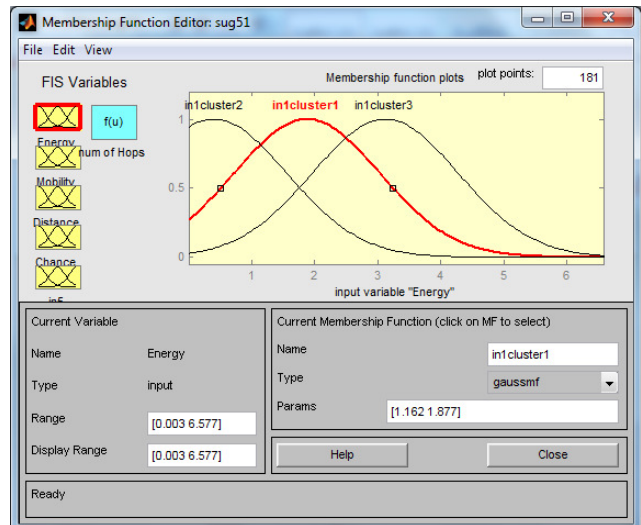 Membership Function Editor: sug51
File Edit View
FIS Variables
Membership function plots plot points: 181
f(u)
Energy
num of Hops
Mobility
Distance
Chance
in5
in1cluster2 in1cluster1 in1cluster3
1
0.5
0
1 2 3 4 5 6
input variable "Energy"
Current Variable
Name Energy
Type input
Range [0.003 6.577]
Display Range [0.003 6.577]
Current Membership Function (click on MF to select)
Name in1cluster1
Type gaussmf
Params [1.162 1.877]
Help Close
Ready